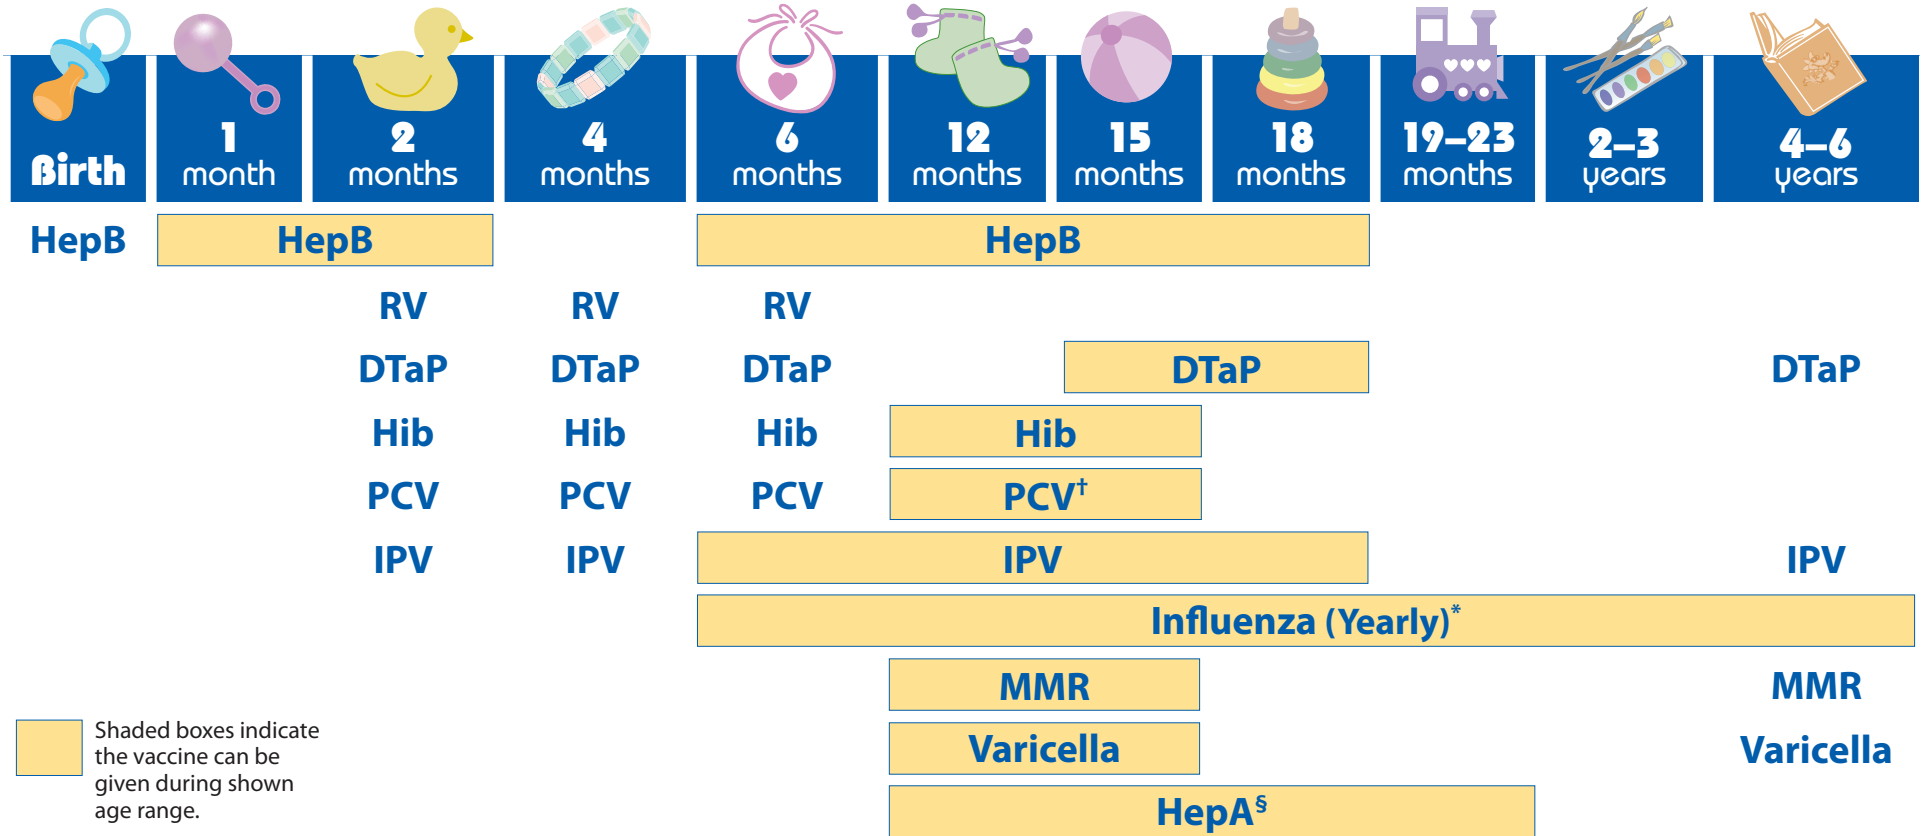 Birth
1
month
2
months
4
months
6
months
12
months
15
months
18
months
19–23
months
2–3
years
4–6
years
HepB HepB HepB
RV RV RV
DTaP DTaP DTaP DTaP DTaP
Hib Hib Hib Hib
PCV PCV PCV PCV†
IPV IPV IPV IPV
Influenza (Yearly)*
MMR MMR
Varicella Varicella
HepA§
Shaded boxes indicate
the vaccine can be
given during shown
age range.